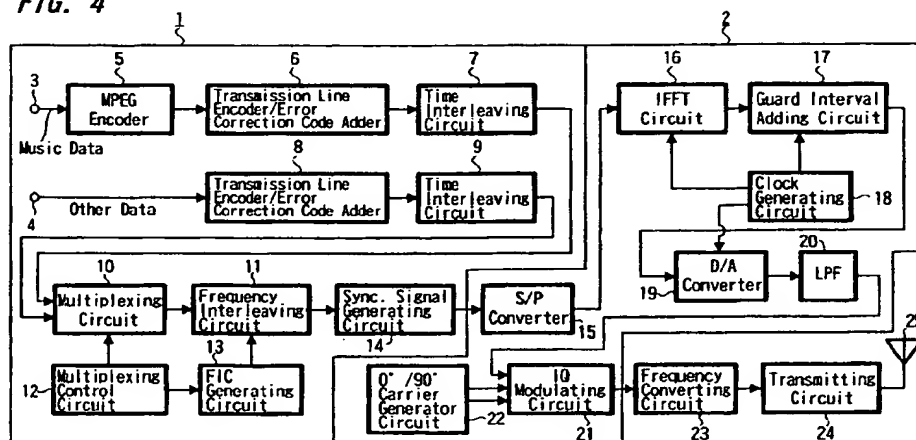 FIG. 4
1
2
3
5
6
7
16
17
MPEG
Encoder
Transmission Line
Encoder/Error
Correction Code Adder
Time
Interleaving
Circuit
IFFT
Circuit
Guard Interval
Adding Circuit
Music Data
8
9
4
Other Data
Transmission Line
Encoder/Error
Correction Code Adder
Time
Interleaving
Circuit
Clock
Generating
Circuit
18
10
11
20
Multiplexing
Circuit
Frequency
Interleaving
Circuit
Sync. Signal
Generating
Circuit
14
S/P
Converter
15
19
D/A
Converter
LPF
12
Multiplexing
Control
Circuit
13
FIC
Generating
Circuit
0°/90°
Carrier
Generator
Circuit
22
IQ
Modulating
Circuit
21
Frequency
Converting
Circuit
23
Transmitting
Circuit
24